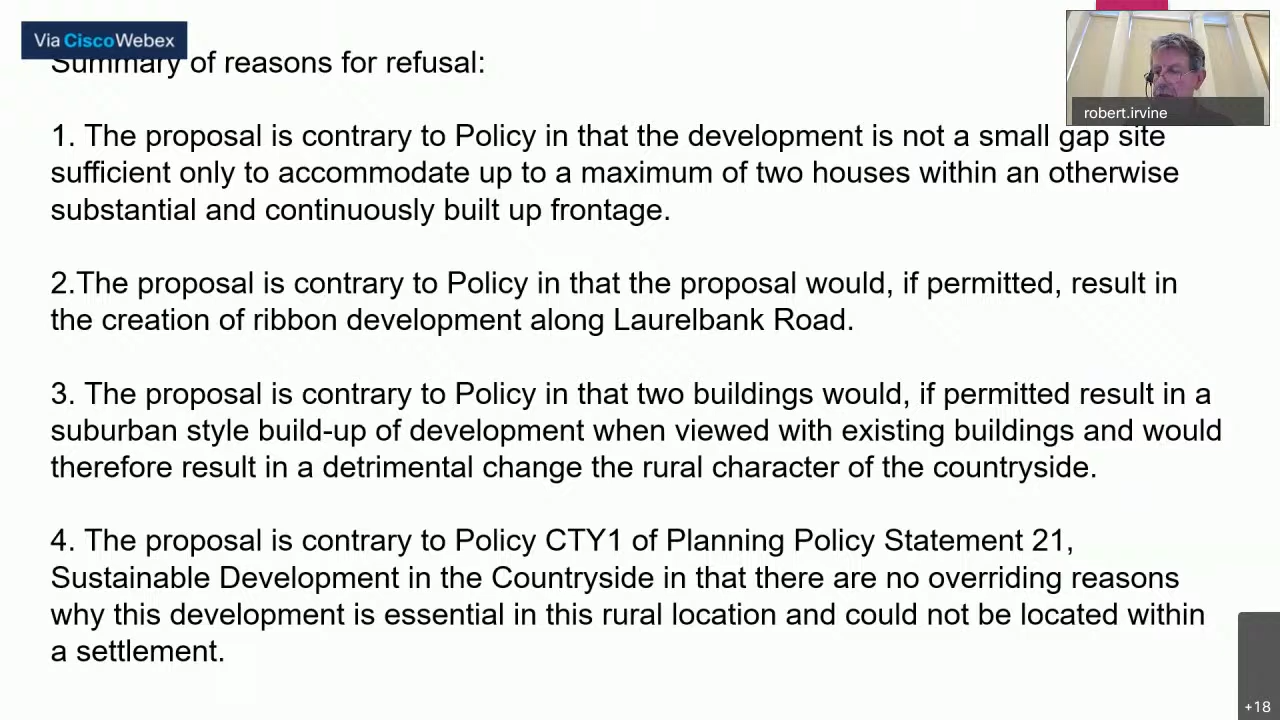 Via CiscoWebex
Summary of reasons for refusal:
robert.irvine
1. The proposal is contrary to Policy in that the development is not a small gap site
sufficient only to accommodate up to a maximum of two houses within an otherwise
substantial and continuously built up frontage.
2.The proposal is contrary to Policy in that the proposal would, if permitted, result in
the creation of ribbon development along Laurelbank Road.
3. The proposal is contrary to Policy in that two buildings would, if permitted result in a
suburban style build-up of development when viewed with existing buildings and would
therefore result in a detrimental change the rural character of the countryside.
4. The proposal is contrary to Policy CTY1 of Planning Policy Statement 21,
Sustainable Development in the Countryside in that there are no overriding reasons
why this development is essential in this rural location and could not be located within
a settlement.
+18